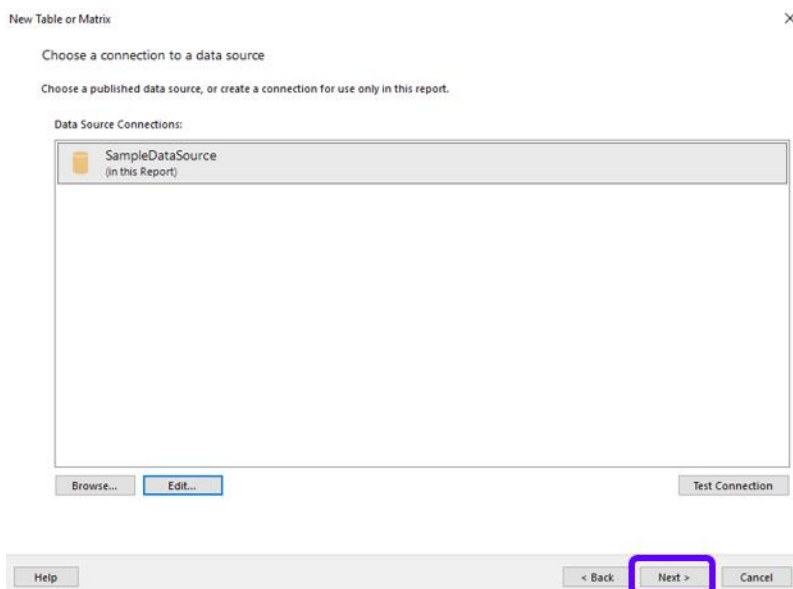 New Table or Matrix
Choose a connection to a data source
Choose a published data source, or create a connection for use only in this report.
Data Source Connections:
SampleDataSource
(in this Report)
Browse... Edit... Test Connection
Help < Back Next > Cancel